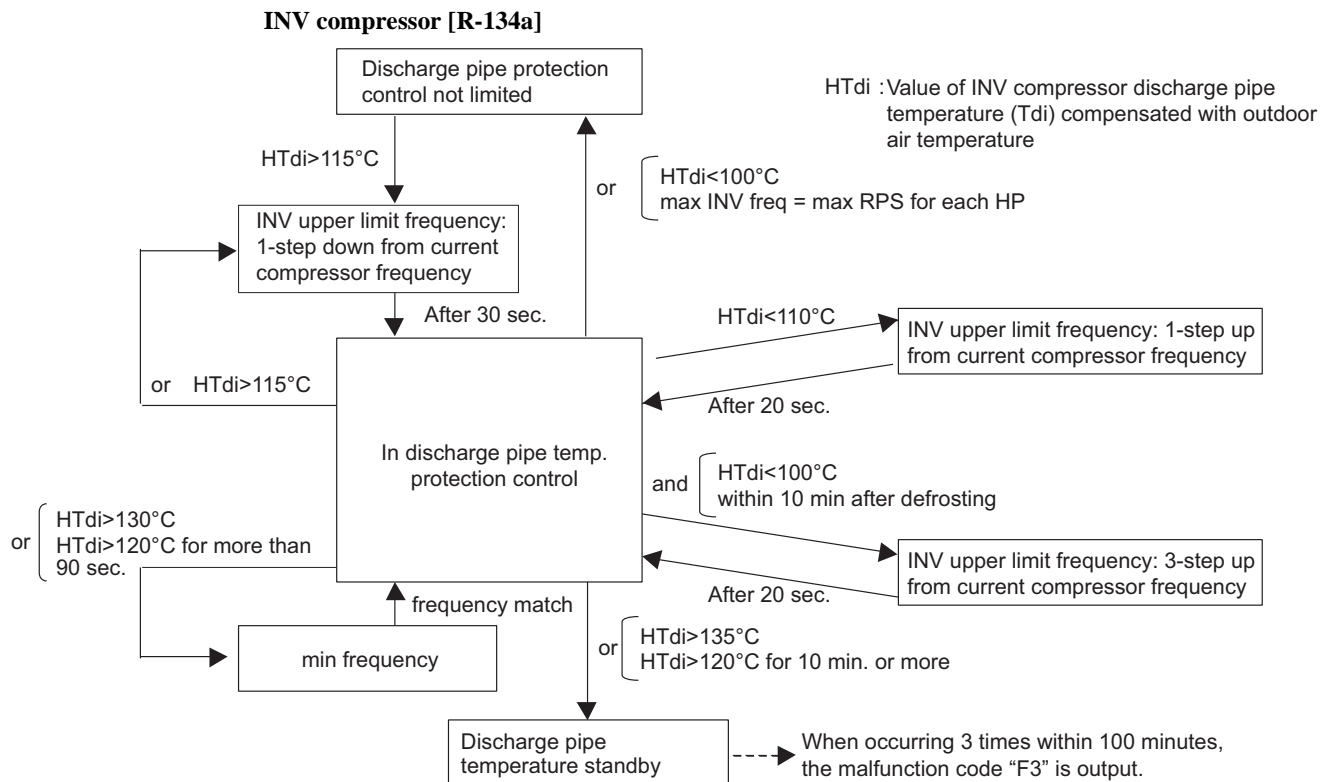 INV compressor [R-134a]
Discharge pipe protection
control not limited
HTdi : Value of INV compressor discharge pipe
temperature (Tdi) compensated with outdoor
air temperature
HTdi>115°C
or
HTdi<100°C
max INV freq = max RPS for each HP
INV upper limit frequency:
1-step down from current
compressor frequency
After 30 sec.
HTdi<110°C
INV upper limit frequency: 1-step up
from current compressor frequency
After 20 sec.
or HTdi>115°C
In discharge pipe temp.
protection control
and
HTdi<100°C
within 10 min after defrosting
or
HTdi>130°C
HTdi>120°C for more than
90 sec.
INV upper limit frequency: 3-step up
from current compressor frequency
After 20 sec.
frequency match
min frequency
or
HTdi>135°C
HTdi>120°C for 10 min. or more
Discharge pipe
temperature standby
When occurring 3 times within 100 minutes,
the malfunction code “F3” is output.